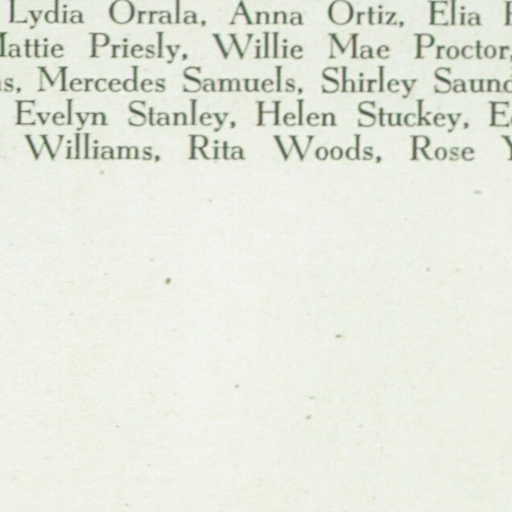 Lydia Orrala, Anna Ortiz, Elia
Priesly, Willie Mae Proctor,
Mercedes Samuels, Shirley
Evelyn Stanley, Helen Stuckey,
Williams, Rita Woods, Rose